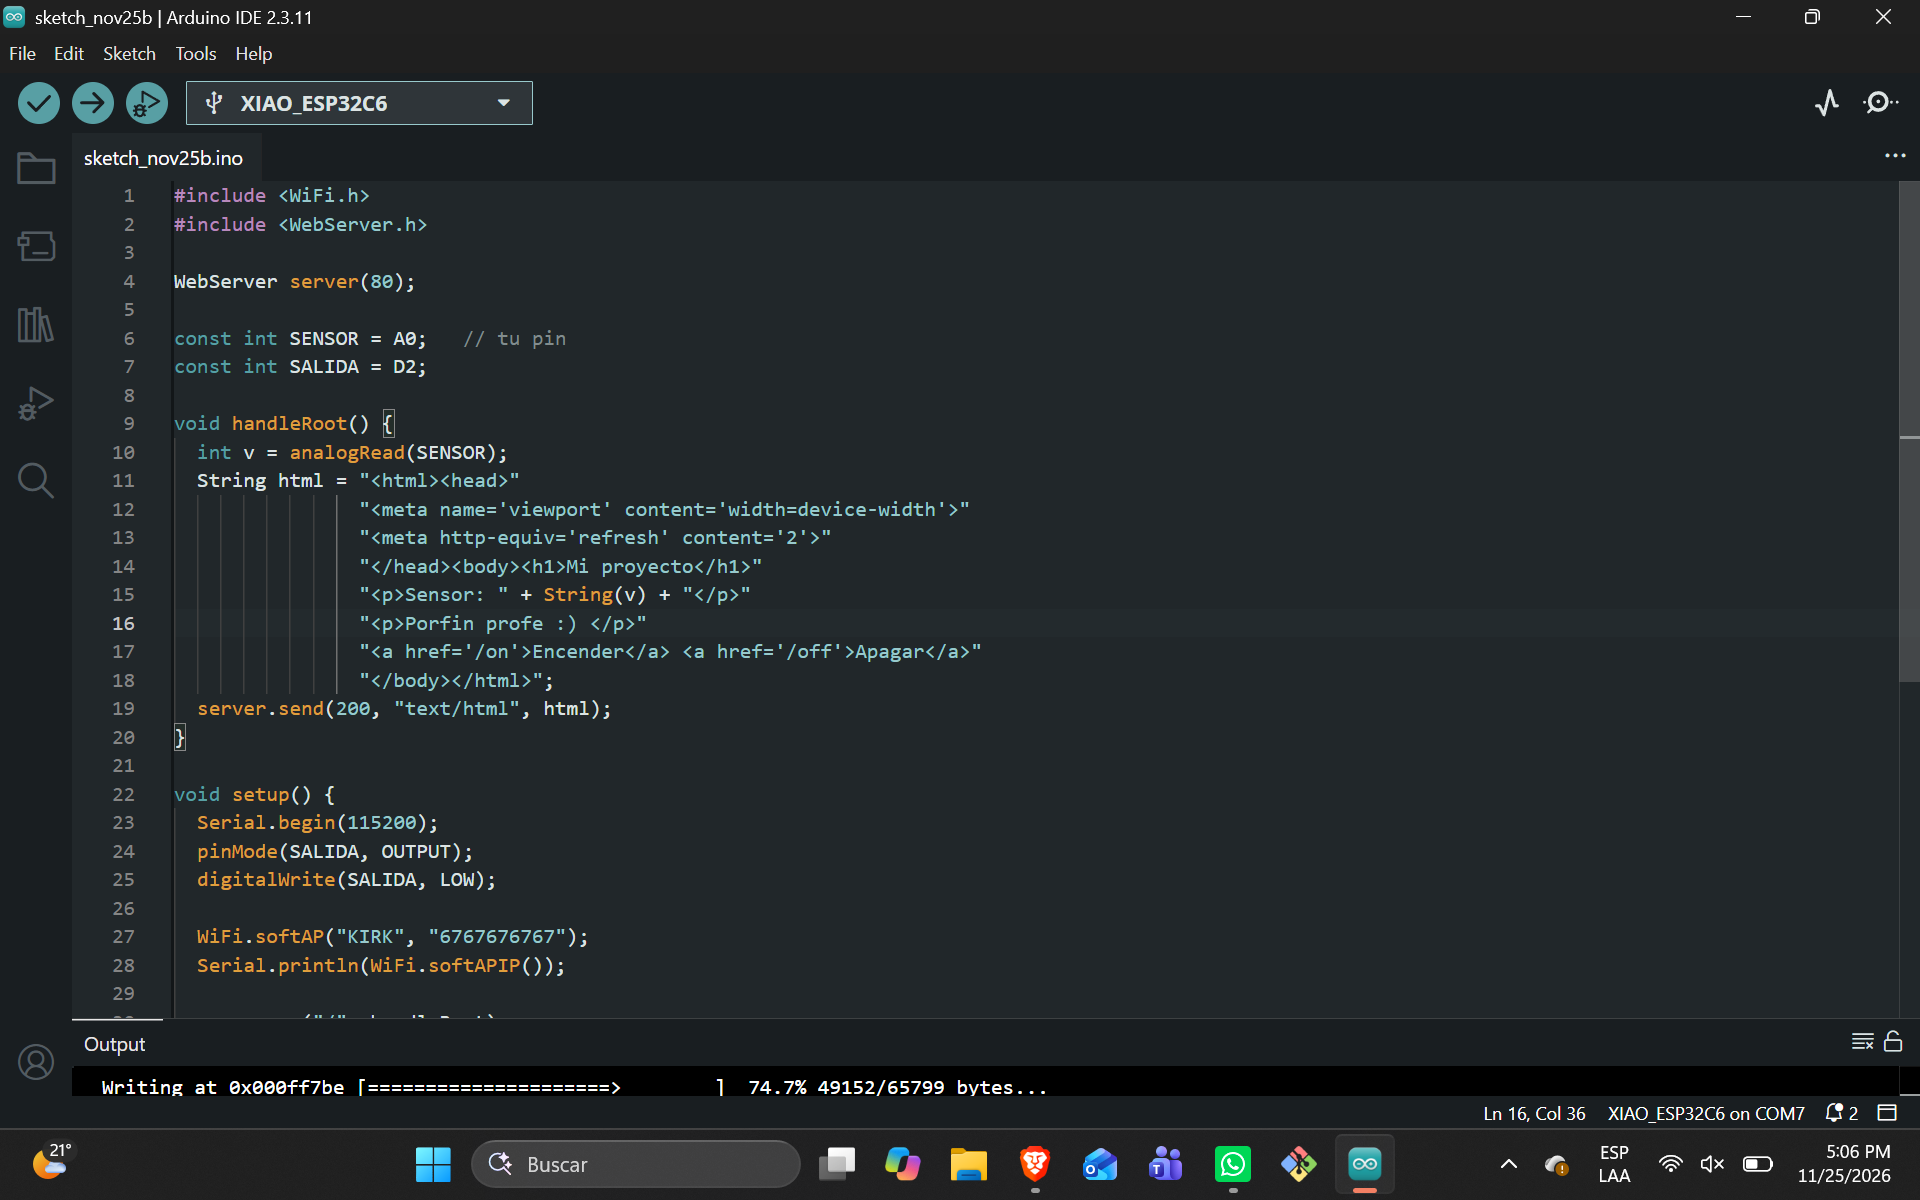 sketch_nov25b | Arduino IDE 2.3.11
File Edit Sketch Tools Help
XIAO_ESP32C6
sketch_nov25b.ino
1 #include <WiFi.h>
2 #include <WebServer.h>
3
4 WebServer server(80);
5
6 const int SENSOR = A0;   // tu pin
7 const int SALIDA = D2;
8
9 void handleRoot() {
10   int v = analogRead(SENSOR);
11   String html = "<html><head>"
12                 "<meta name='viewport' content='width=device-width'>"
13                 "<meta http-equiv='refresh' content='2'>"
14                 "</head><body><h1>Mi proyecto</h1>"
15                 "<p>Sensor: " + String(v) + "</p>"
16                 "<p>Porfin profe :) </p>"
17                 "<a href='/on'>Encender</a> <a href='/off'>Apagar</a>"
18                 "</body></html>";
19   server.send(200, "text/html", html);
20 }
21
22 void setup() {
23   Serial.begin(115200);
24   pinMode(SALIDA, OUTPUT);
25   digitalWrite(SALIDA, LOW);
26
27   WiFi.softAP("KIRK", "6767676767");
28   Serial.println(WiFi.softAPIP());
29
Output
Writing at 0x000ff7be [=====================>        ]  74.7% 49152/65799 bytes...
Ln 16, Col 36 XIAO_ESP32C6 on COM7 2
21°
Buscar
ESP
LAA
5:06 PM
11/25/2026